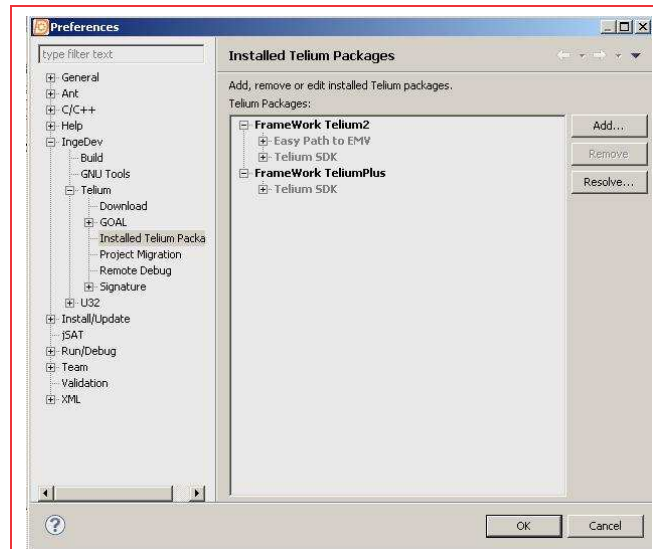 Preferences
type filter text
General
Ant
C/C++
Help
IngeDev
Build
GNU Tools
Telium
Download
GOAL
Installed Telium Packa
Project Migration
Remote Debug
Signature
U32
Install/Update
jSAT
Run/Debug
Team
Validation
XML
Installed Telium Packages
Add, remove or edit installed Telium packages.
Telium Packages:
FrameWork Telium2
Easy Path to EMV
Telium SDK
FrameWork TeliumPlus
Telium SDK
Add...
Remove
Resolve...
?
OK
Cancel